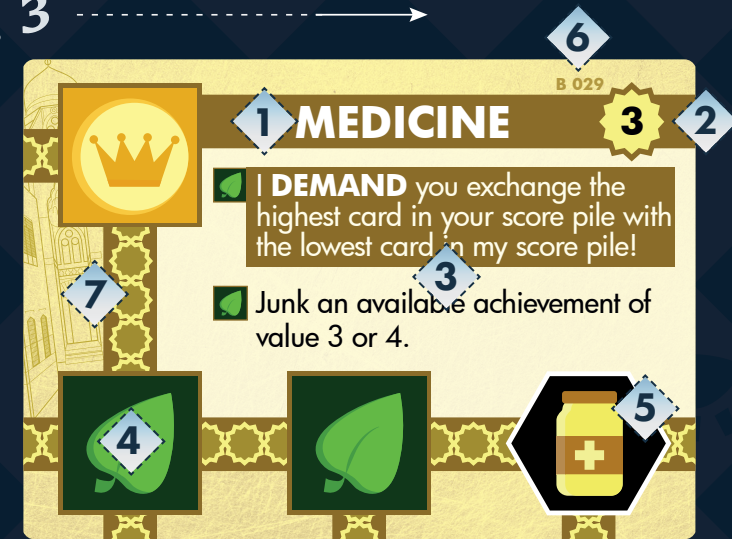 3
6
B 029
1 MEDICINE 3 2
I DEMAND you exchange the
highest card in your score pile with
the lowest card in my score pile!
3
7
Junk an available achievement of
value 3 or 4.
4
5